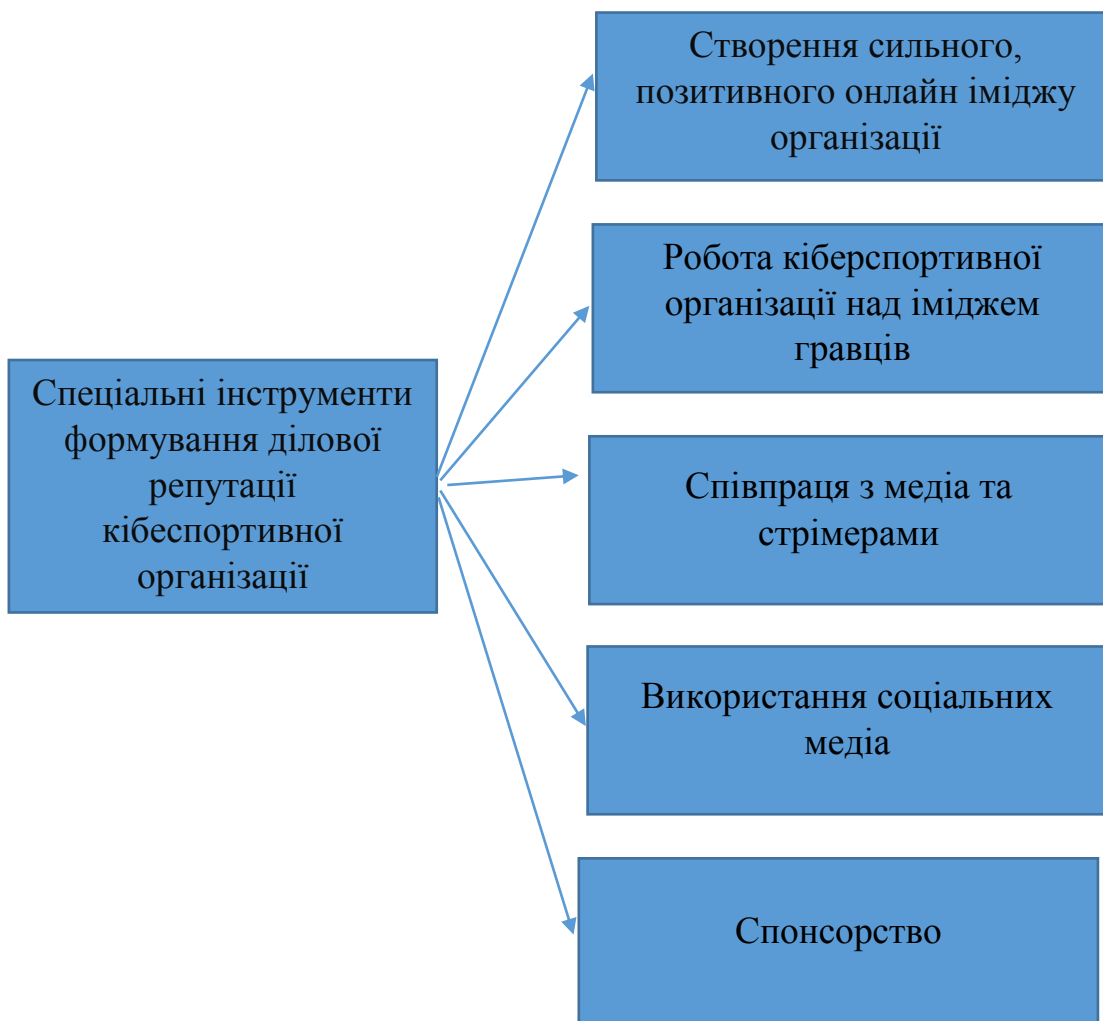 Спеціальні інструменти
формування ділової
репутації
кібеспортивної
організації
Створення сильного,
позитивного онлайн іміджу
організації
Робота кіберспортивної
організації над іміджем
гравців
Співпраця з медіа та
стрімерами
Використання соціальних
медіа
Спонсорство